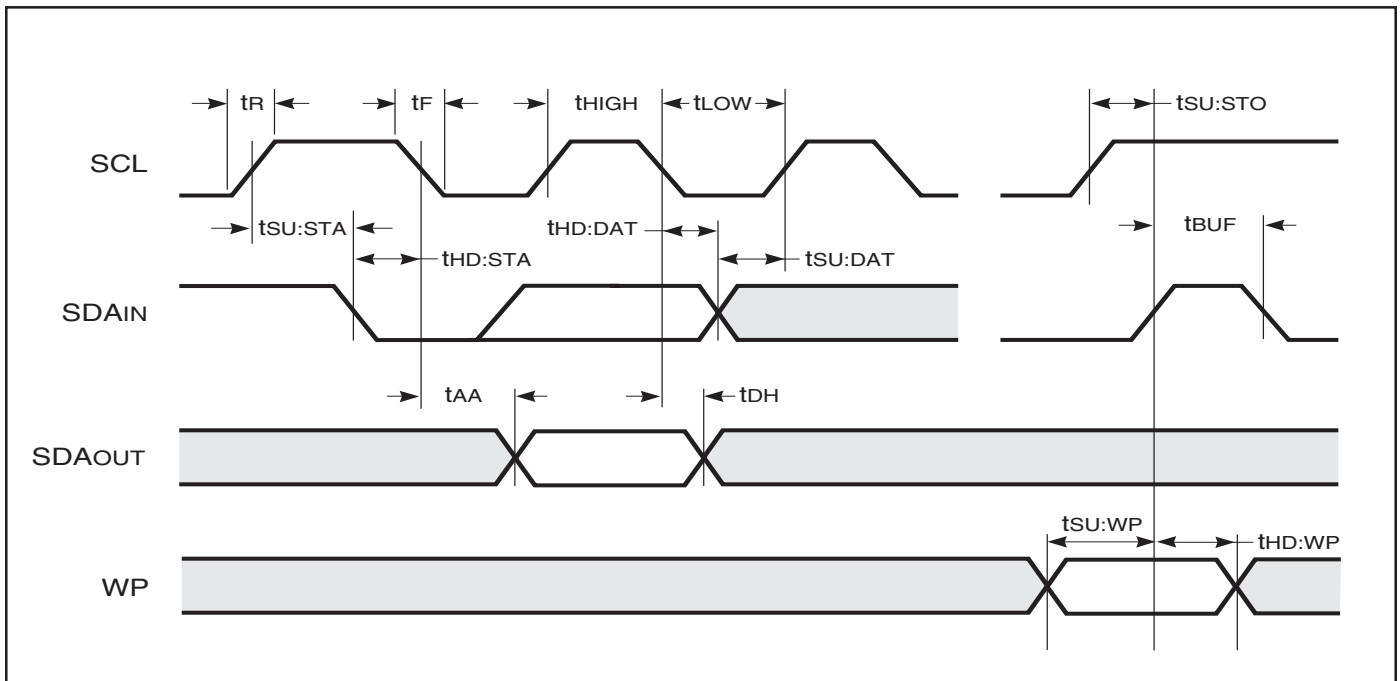 tR tF tHIGH tLOW tSU:STO
SCL
tSU:STA tHD:DAT tBUF
tHD:STA tSU:DAT
SDAIN
tAA tDH
SDAOUT
tSU:WP
tHD:WP
WP